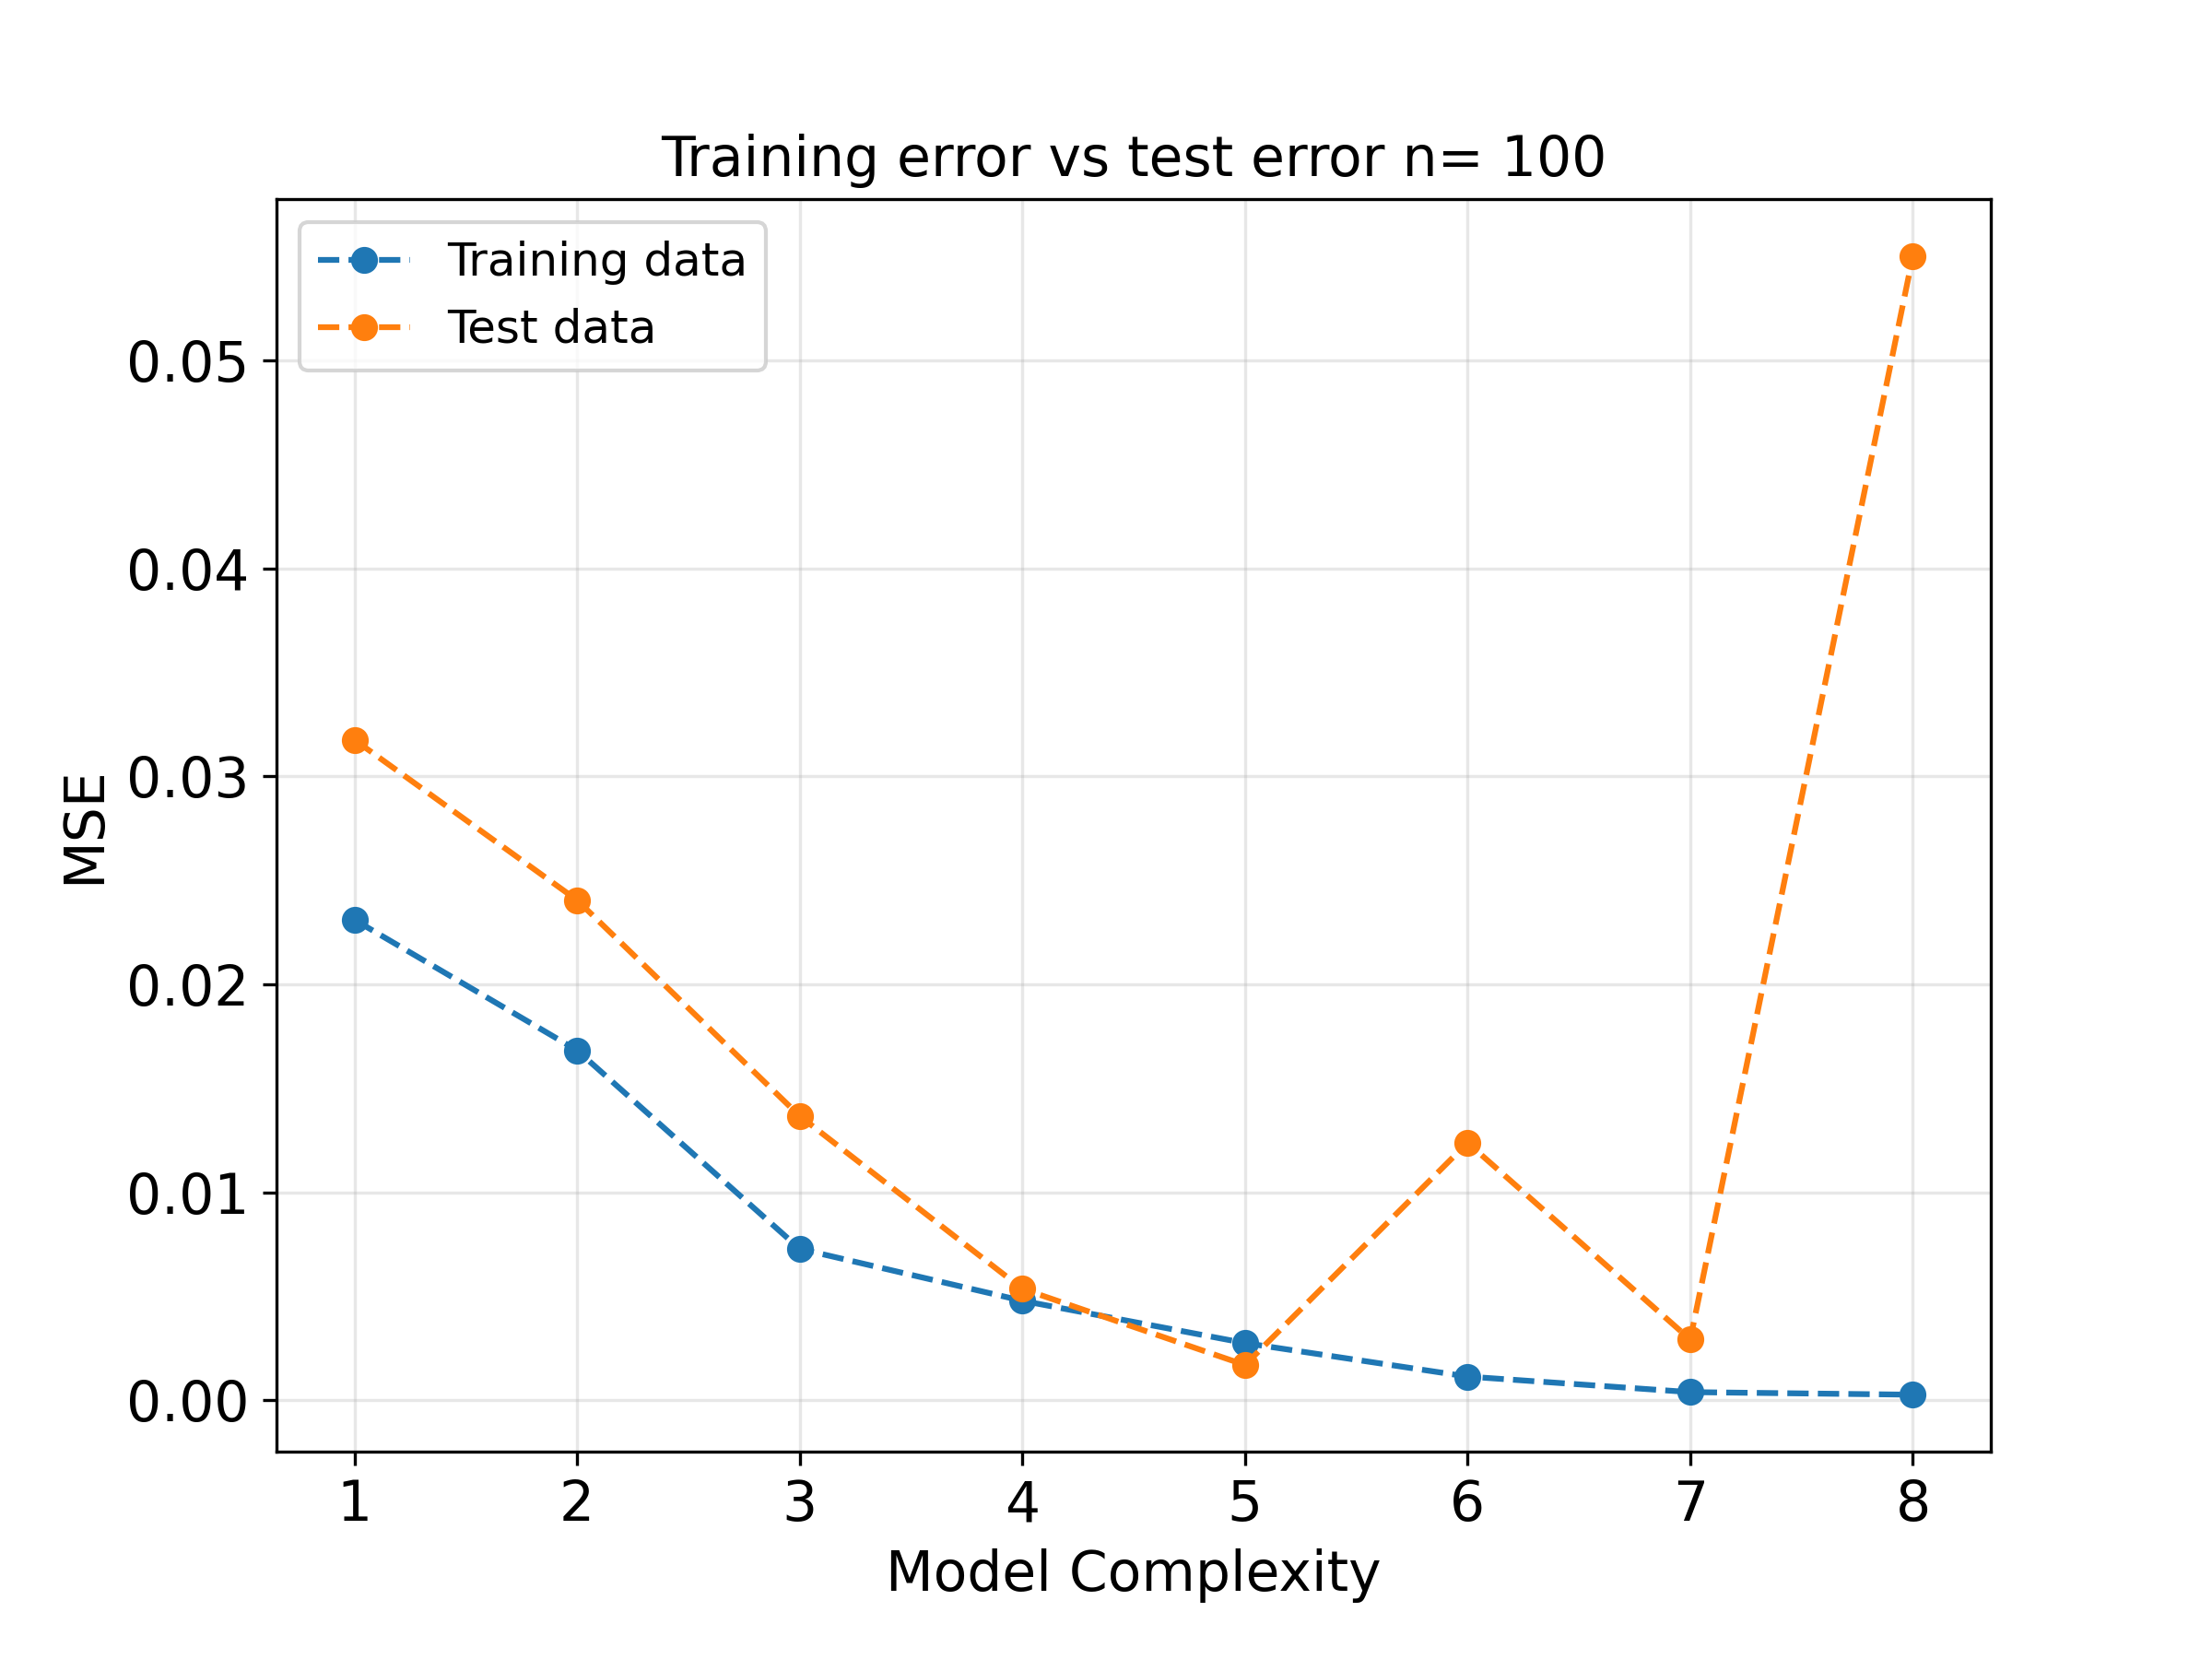 Training error vs test error n= 100
Training data
Test data
0.05
0.04
0.03
0.02
0.01
0.00
MSE
1 2 3 4 5 6 7 8
Model Complexity